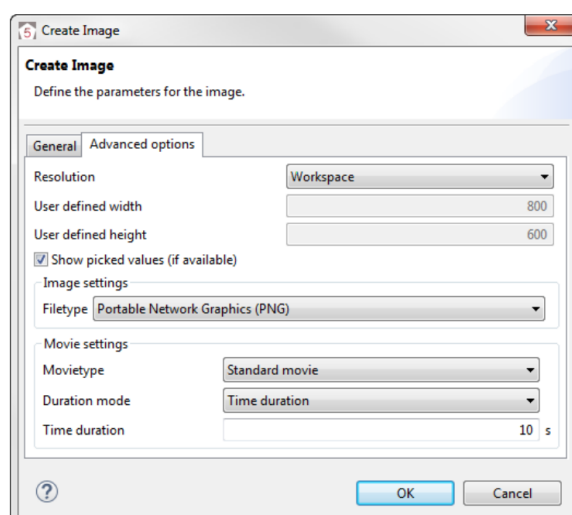 5 Create Image
Create Image
Define the parameters for the image.
General Advanced options
Resolution Workspace
User defined width 800
User defined height 600
Show picked values (if available)
Image settings
Filetype Portable Network Graphics (PNG)
Movie settings
Movietype Standard movie
Duration mode Time duration
Time duration 10 s
? OK Cancel